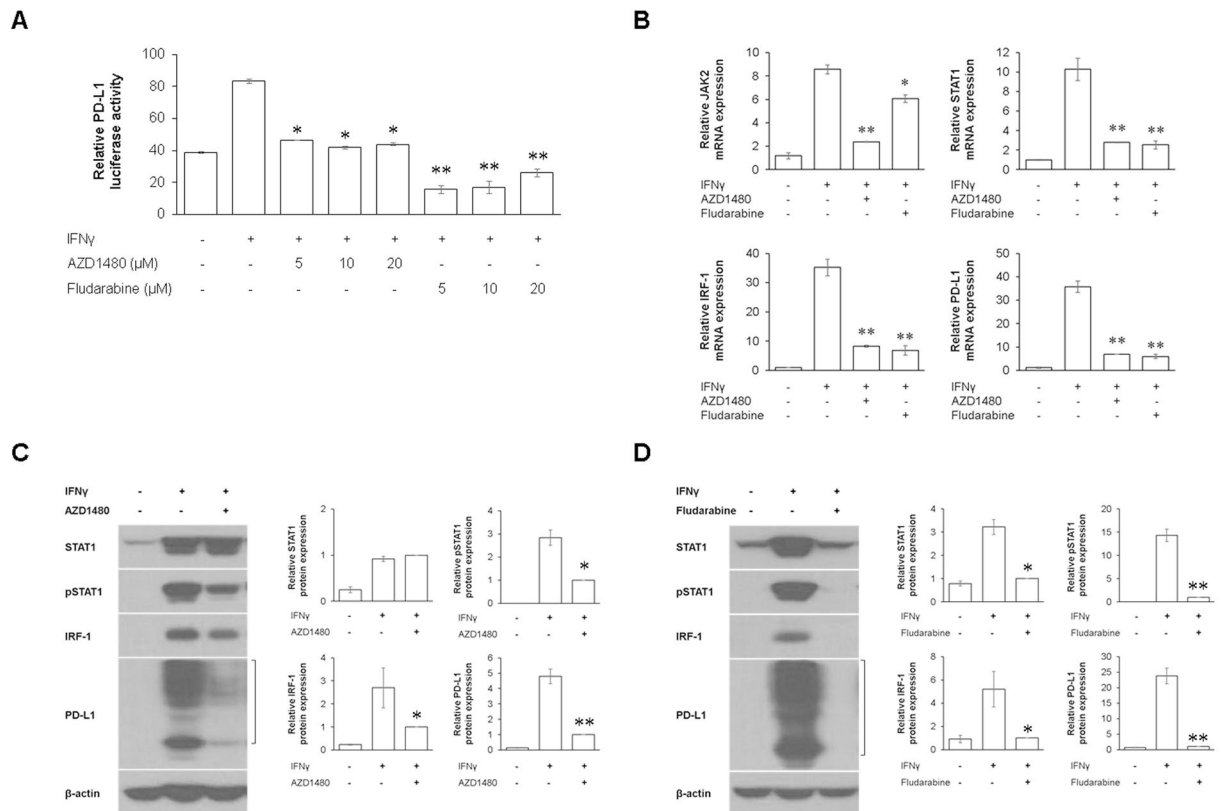 A
Relative PD-L1
luciferase activity
100
80
60
40
20
0
IFNγ - + + + + + + +
AZD1480 (μM) - - 5 10 20 - - -
Fludarabine (μM) - - - - - 5 10 20
* * * ** ** **
B
Relative JAK2
mRNA expression
10
8
6
4
2
0
** *
IFNγ - + + +
AZD1480 - - + -
Fludarabine - - - +
Relative STAT1
mRNA expression
12
10
8
6
4
2
0
** **
IFNγ - + + +
AZD1480 - - + -
Fludarabine - - - +
Relative IRF-1
mRNA expression
40
30
20
10
0
** **
IFNγ - + + +
AZD1480 - - + -
Fludarabine - - - +
Relative PD-L1
mRNA expression
50
40
30
20
10
0
** **
IFNγ - + + +
AZD1480 - - + -
Fludarabine - - - +
C
IFNγ - + +
AZD1480 - - +
STAT1
pSTAT1
IRF-1
PD-L1
β-actin
Relative STAT1
protein expression
2
1
0
IFNγ - + +
AZD1480 - - +
Relative pSTAT1
protein expression
4
3
2
1
0
*
IFNγ - + +
AZD1480 - - +
Relative IRF-1
protein expression
4
3
2
1
0
*
IFNγ - + +
AZD1480 - - +
Relative PD-L1
protein expression
6
5
4
3
2
1
0
**
IFNγ - + +
AZD1480 - - +
D
IFNγ - + +
Fludarabine - - +
STAT1
pSTAT1
IRF-1
PD-L1
β-actin
Relative STAT1
protein expression
4
3
2
1
0
*
IFNγ - + +
Fludarabine - - +
Relative pSTAT1
protein expression
20
15
10
5
0
**
IFNγ - + +
Fludarabine - - +
Relative IRF-1
protein expression
8
6
4
2
0
*
IFNγ - + +
Fludarabine - - +
Relative PD-L1
protein expression
30
25
20
15
10
5
0
**
IFNγ - + +
Fludarabine - - +